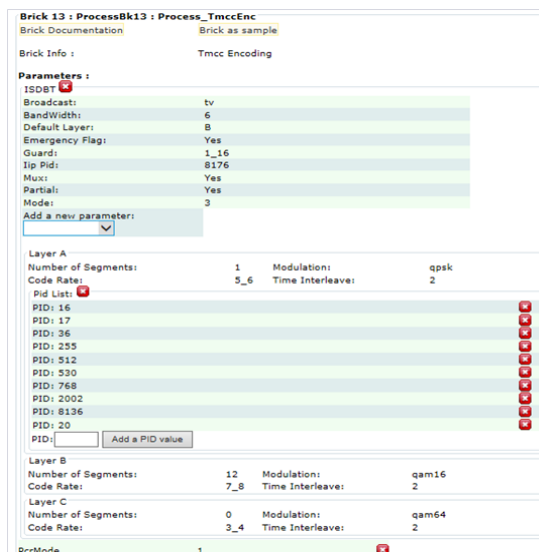 Brick 13 : ProcessBk13 : Process_TmccEnc
Brick Documentation Brick as sample
Brick Info : Tmcc Encoding
Parameters :
ISDBT
Broadcast: tv
BandWidth: 6
Default Layer: B
Emergency Flag: Yes
Guard: 1_16
Iip Pid: 8176
Mux: Yes
Partial: Yes
Mode: 3
Add a new parameter:
Layer A
Number of Segments: 1 Modulation: qpsk
Code Rate: 5_6 Time Interleave: 2
Pid List:
PID: 16
PID: 17
PID: 36
PID: 255
PID: 512
PID: 530
PID: 768
PID: 2002
PID: 8136
PID: 20
PID: Add a PID value
Layer B
Number of Segments: 12 Modulation: qam16
Code Rate: 7_8 Time Interleave: 2
Layer C
Number of Segments: 0 Modulation: qam64
Code Rate: 3_4 Time Interleave: 2
PcrMode 1